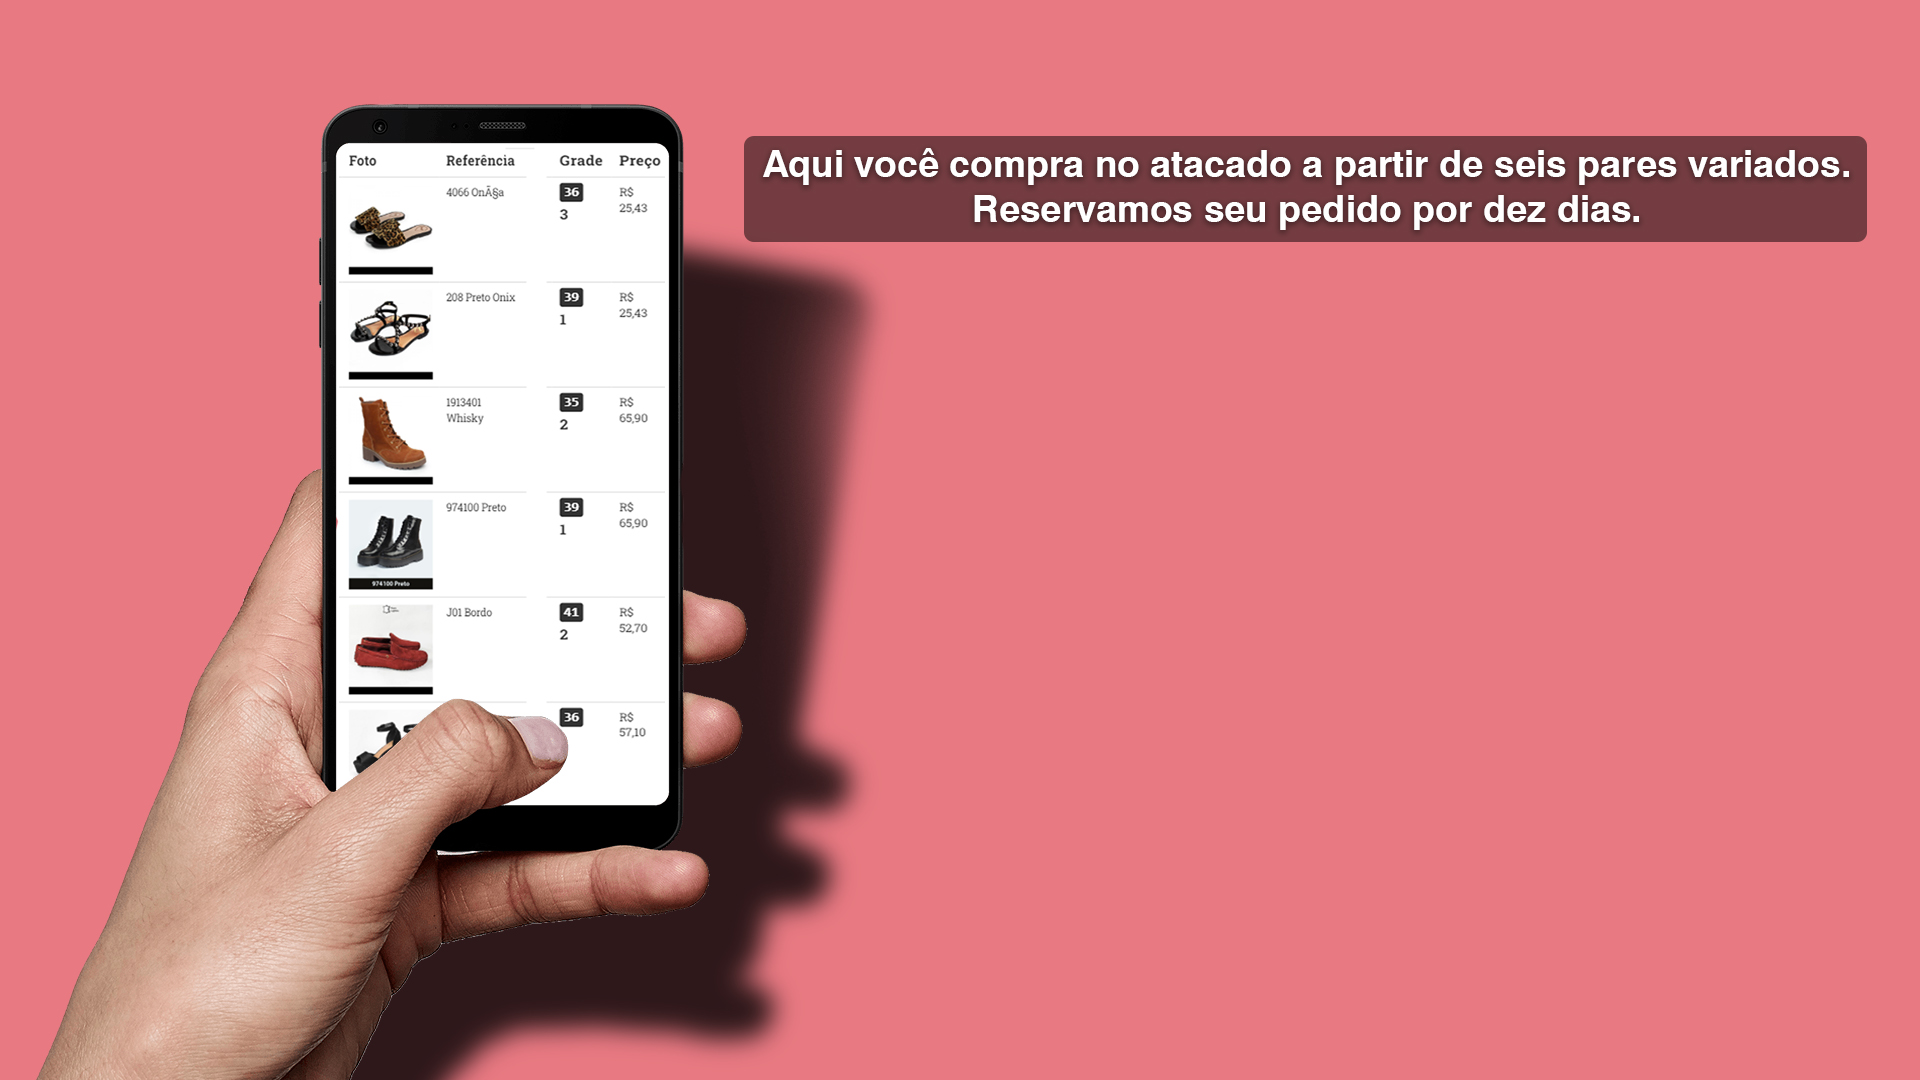 Aqui você compra no atacado a partir de seis pares variados.
Reservamos seu pedido por dez dias.
Foto Referência Grade Preço
4066 OnÃ§a 36 R$
3 25,43
208 Preto Onix 39 R$
1 25,43
1913401 35 R$
Whisky 2 65,90
974100 Preto 39 R$
1 65,90
974100 Preto
J01 Bordo 41 R$
2 52,70
36 R$
57,10